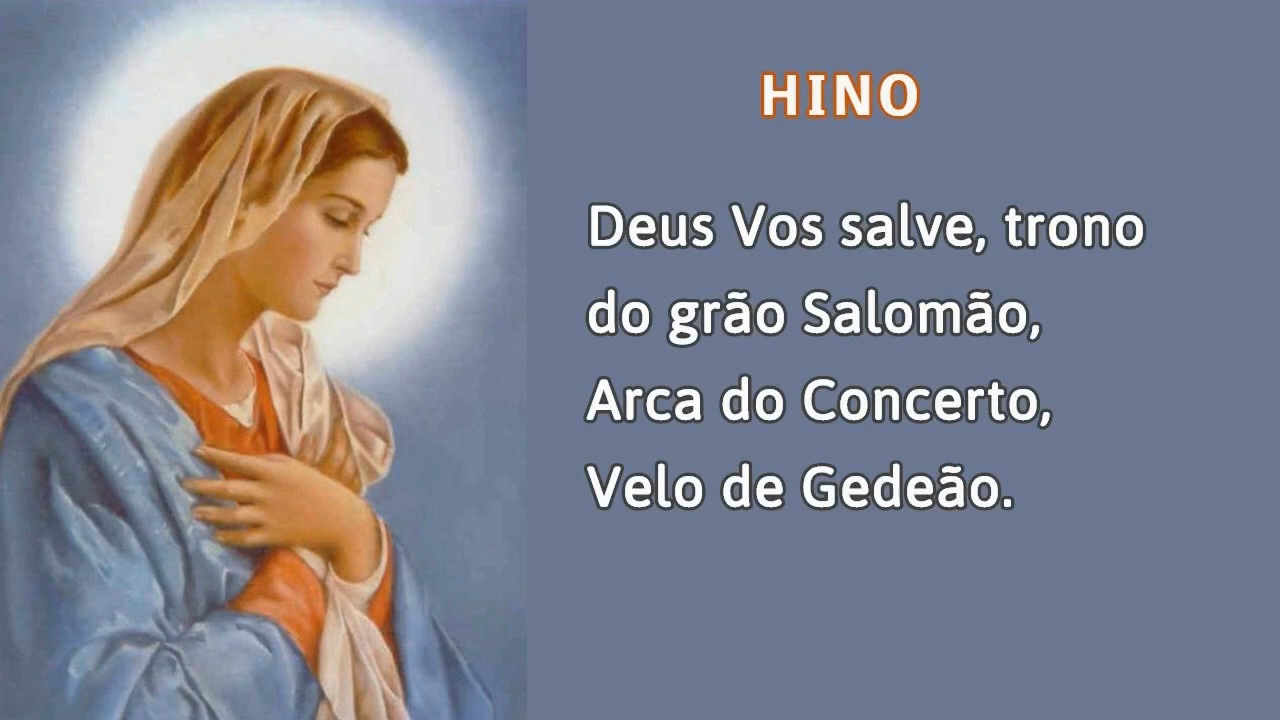 HINO
Deus Vos salve, trono
do grão Salomão,
Arca do Concerto,
Velo de Gedeão.